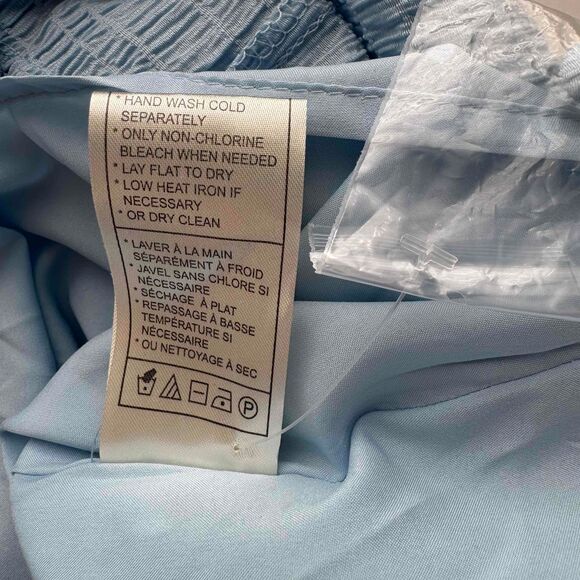 * HAND WASH COLD
SEPARATELY
* ONLY NON-CHLORINE
BLEACH WHEN NEEDED
* LAY FLAT TO DRY
* LOW HEAT IRON IF
NECESSARY
* OR DRY CLEAN
* LAVER À LA MAIN
SÉPARÉMENT À FROID
* JAVEL SANS CHLORE SI
NÉCESSAIRE
* SÉCHAGE À PLAT
* REPASSAGE À BASSE
TEMPÉRATURE SI
NÉCESSAIRE
* OU NETTOYAGE À SEC
P